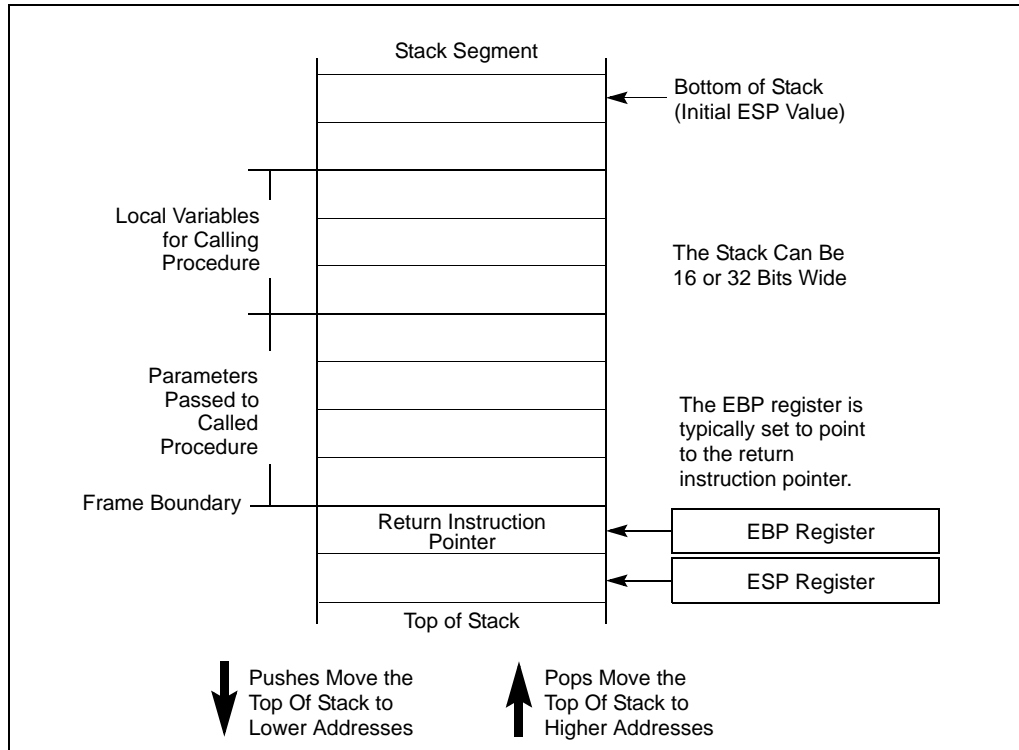 Stack Segment
Bottom of Stack
(Initial ESP Value)
Local Variables
for Calling
Procedure
The Stack Can Be
16 or 32 Bits Wide
Parameters
Passed to
Called
Procedure
The EBP register is
typically set to point
to the return
instruction pointer.
Frame Boundary
Return Instruction
Pointer
EBP Register
ESP Register
Top of Stack
Pushes Move the
Top Of Stack to
Lower Addresses
Pops Move the
Top Of Stack to
Higher Addresses